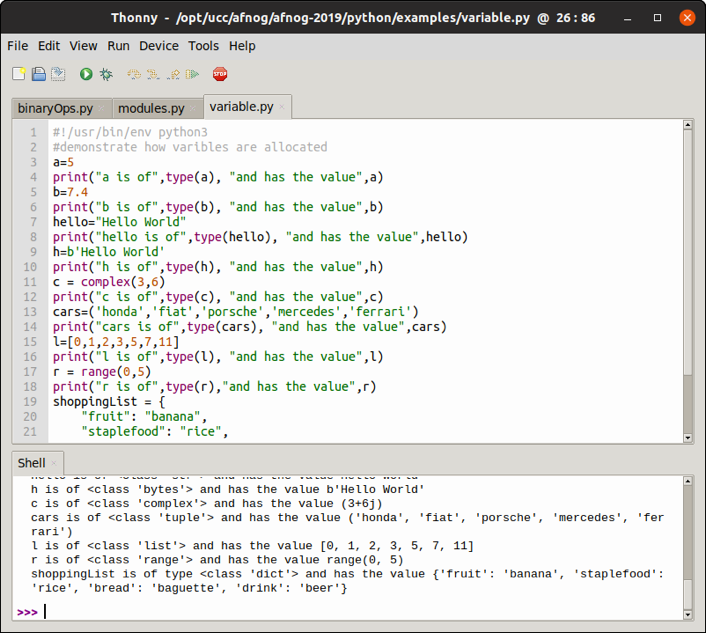 Thonny - /opt/ucc/afnog/afnog-2019/python/examples/variable.py @ 26:86
File Edit View Run Device Tools Help
STOP
binaryOps.py modules.py variable.py
1 #!/usr/bin/env python3
2 #demonstrate how varibles are allocated
3 a=5
4 print("a is of",type(a), "and has the value",a)
5 b=7.4
6 print("b is of",type(b), "and has the value",b)
7 hello="Hello World"
8 print("hello is of",type(hello), "and has the value",hello)
9 h=b'Hello World'
10 print("h is of",type(h), "and has the value",h)
11 c = complex(3,6)
12 print("c is of",type(c), "and has the value",c)
13 cars=('honda','fiat','porsche','mercedes','ferrari')
14 print("cars is of",type(cars), "and has the value",cars)
15 l=[0,1,2,3,5,7,11]
16 print("l is of",type(l), "and has the value",l)
17 r = range(0,5)
18 print("r is of",type(r),"and has the value",r)
19 shoppingList = {
20 "fruit": "banana",
21 "staplefood": "rice",
Shell
hello is of <class 'str'> and has the value Hello World
h is of <class 'bytes'> and has the value b'Hello World'
c is of <class 'complex'> and has the value (3+6j)
cars is of <class 'tuple'> and has the value ('honda', 'fiat', 'porsche', 'mercedes', 'fer
rari')
l is of <class 'list'> and has the value [0, 1, 2, 3, 5, 7, 11]
r is of <class 'range'> and has the value range(0, 5)
shoppingList is of type <class 'dict'> and has the value {'fruit': 'banana', 'staplefood':
'rice', 'bread': 'baguette', 'drink': 'beer'}
>>>